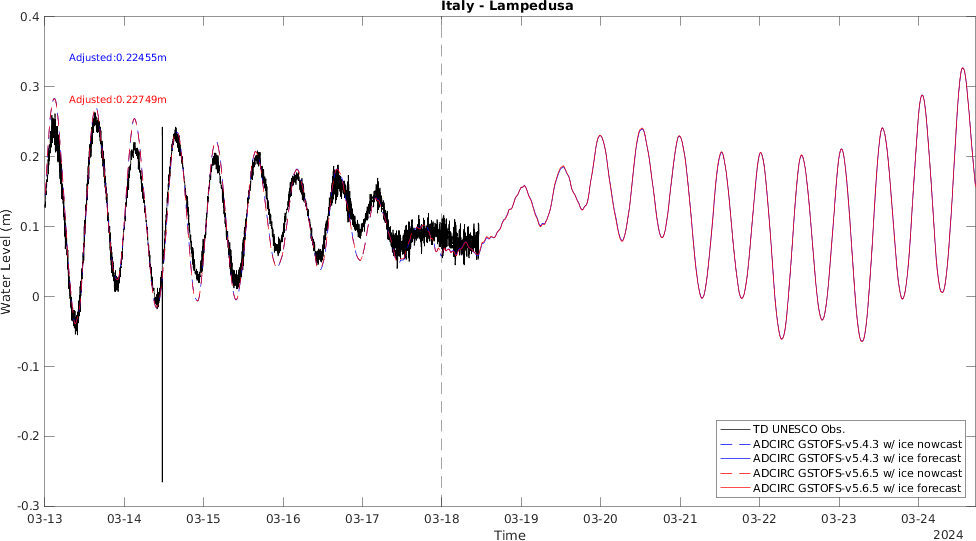 Italy - Lampedusa
0.4
Adjusted:0.22455m
0.3
Adjusted:0.22749m
0.2
0.1
0
-0.1
-0.2
-0.3
Water Level (m)
TD UNESCO Obs.
ADCIRC GSTOFS-v5.4.3 w/ ice nowcast
ADCIRC GSTOFS-v5.4.3 w/ ice forecast
ADCIRC GSTOFS-v5.6.5 w/ ice nowcast
ADCIRC GSTOFS-v5.6.5 w/ ice forecast
03-13 03-14 03-15 03-16 03-17 03-18 03-19 03-20 03-21 03-22 03-23 03-24
Time
2024